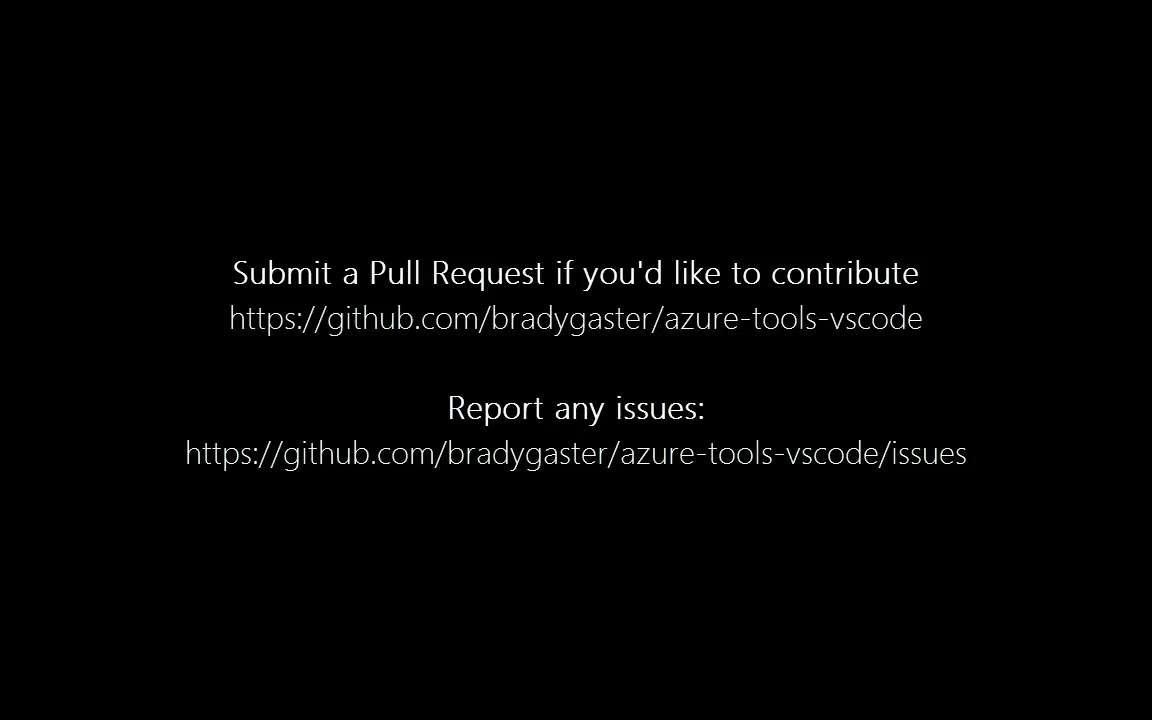 Submit a Pull Request if you'd like to contribute
https://github.com/bradygaster/azure-tools-vscode
Report any issues:
https://github.com/bradygaster/azure-tools-vscode/issues